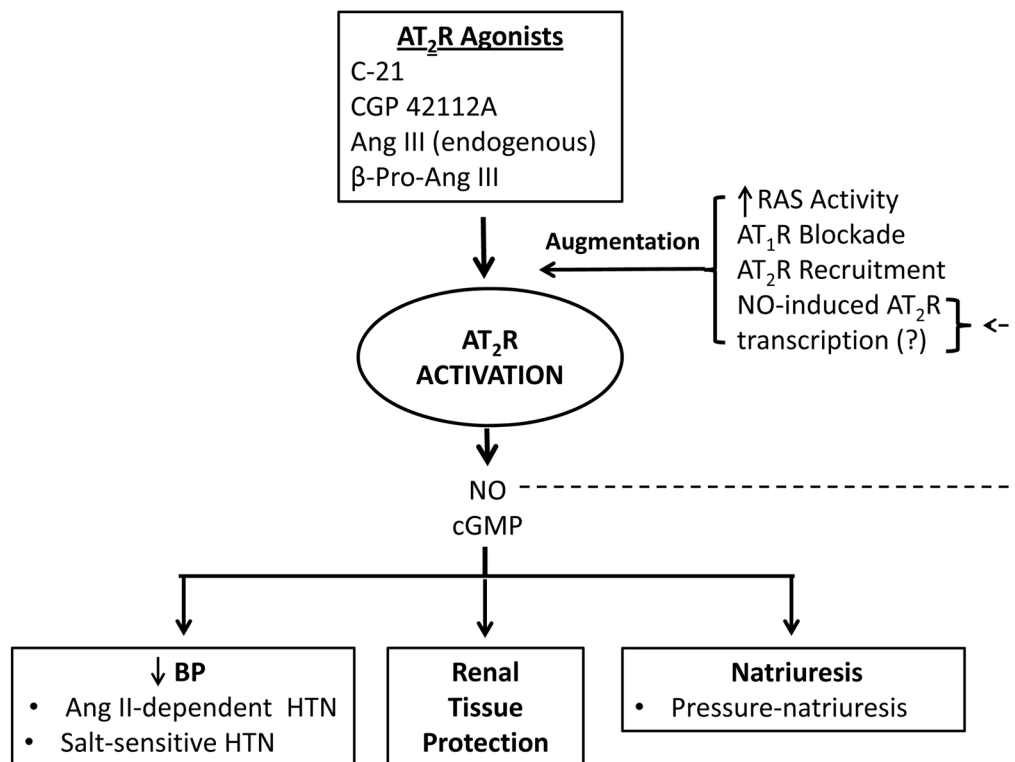 AT₂R Agonists
C-21
CGP 42112A
Ang III (endogenous)
β-Pro-Ang III
Augmentation
↑RAS Activity
AT₁R Blockade
AT₂R Recruitment
NO-induced AT₂R
transcription (?)
AT₂R
ACTIVATION
NO
cGMP
↓ BP
• Ang II-dependent HTN
• Salt-sensitive HTN
Renal
Tissue
Protection
Natriuresis
• Pressure-natriuresis